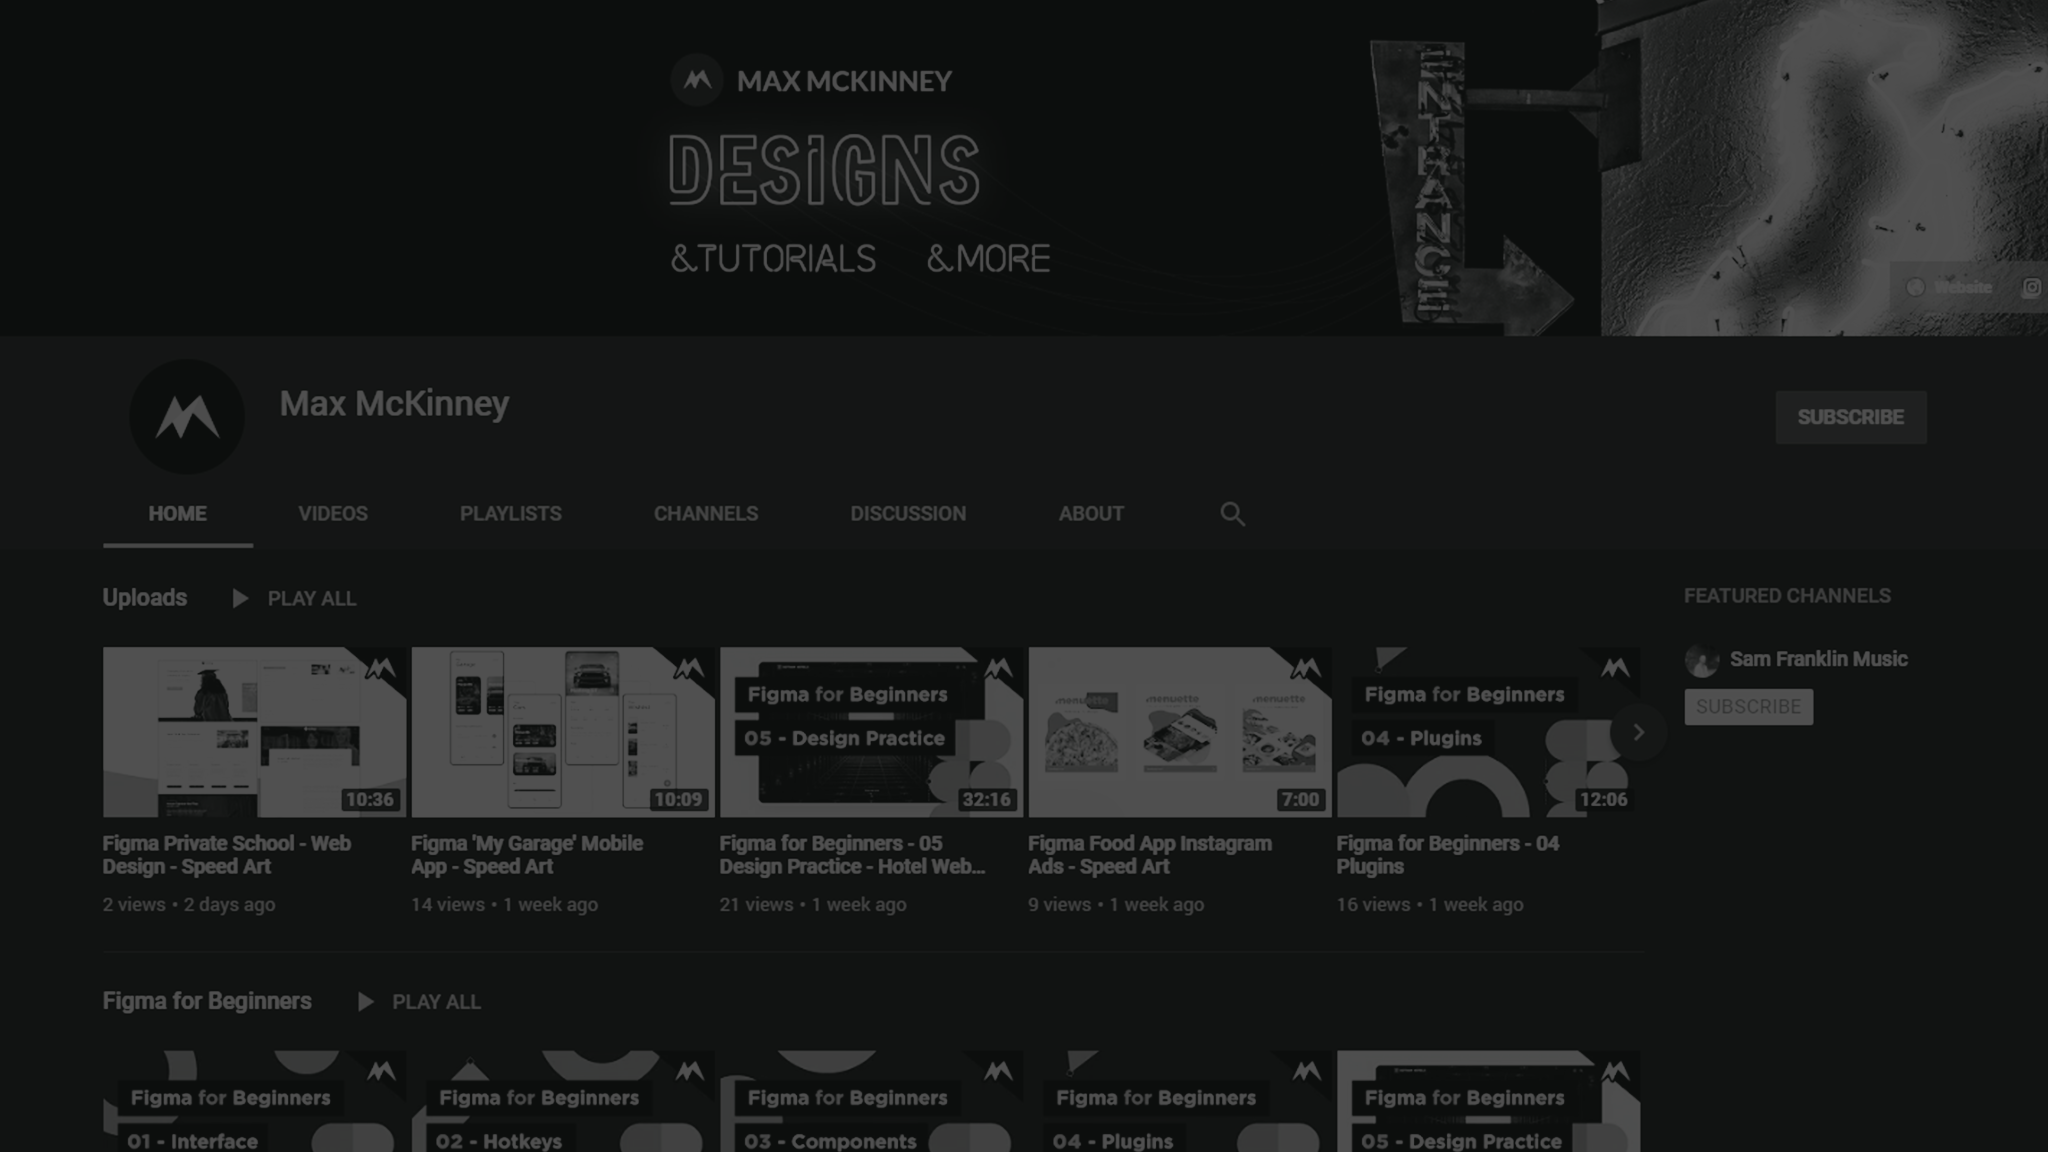 MAX MCKINNEY
DESIGNS
&TUTORIALS &MORE
ENTRANCE
Website
Max McKinney
SUBSCRIBE
HOME VIDEOS PLAYLISTS CHANNELS DISCUSSION ABOUT
Uploads PLAY ALL
FEATURED CHANNELS
Sam Franklin Music
SUBSCRIBE
menuette menuette menuette
Figma for Beginners
05 - Design Practice
Figma for Beginners
04 - Plugins
10:36 10:09 32:16 7:00 12:06
Figma Private School - Web
Design - Speed Art
2 views • 2 days ago
Figma 'My Garage' Mobile
App - Speed Art
14 views • 1 week ago
Figma for Beginners - 05
Design Practice - Hotel Web...
21 views • 1 week ago
Figma Food App Instagram
Ads - Speed Art
9 views • 1 week ago
Figma for Beginners - 04
Plugins
16 views • 1 week ago
Figma for Beginners PLAY ALL
Figma for Beginners
01 - Interface
Figma for Beginners
02 - Hotkeys
Figma for Beginners
03 - Components
Figma for Beginners
04 - Plugins
Figma for Beginners
05 - Design Practice